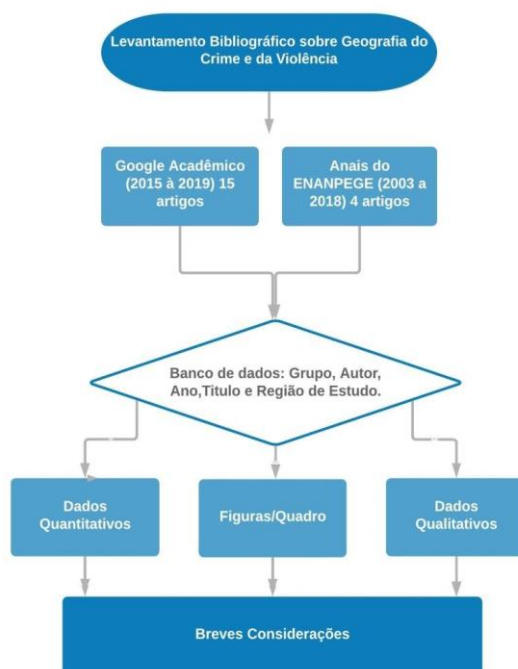 Levantamento Bibliográfico sobre Geografia do
Crime e da Violência
Google Acadêmico
(2015 à 2019) 15
artigos
Anais do
ENANPEGE (2003 a
2018) 4 artigos
Banco de dados: Grupo, Autor,
Ano,Titulo e Região de Estudo.
Dados
Quantitativos
Figuras/Quadro
Dados
Qualitativos
Breves Considerações